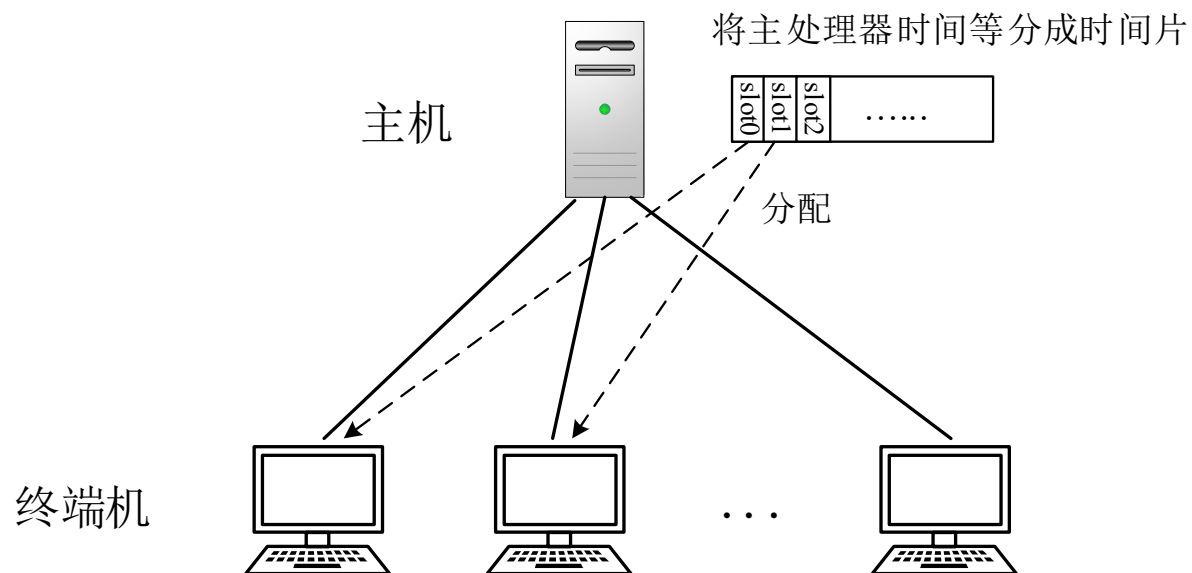 将主处理器时间等分成时间片
主机
slot0
slot1
slot2
......
分配
终端机
...